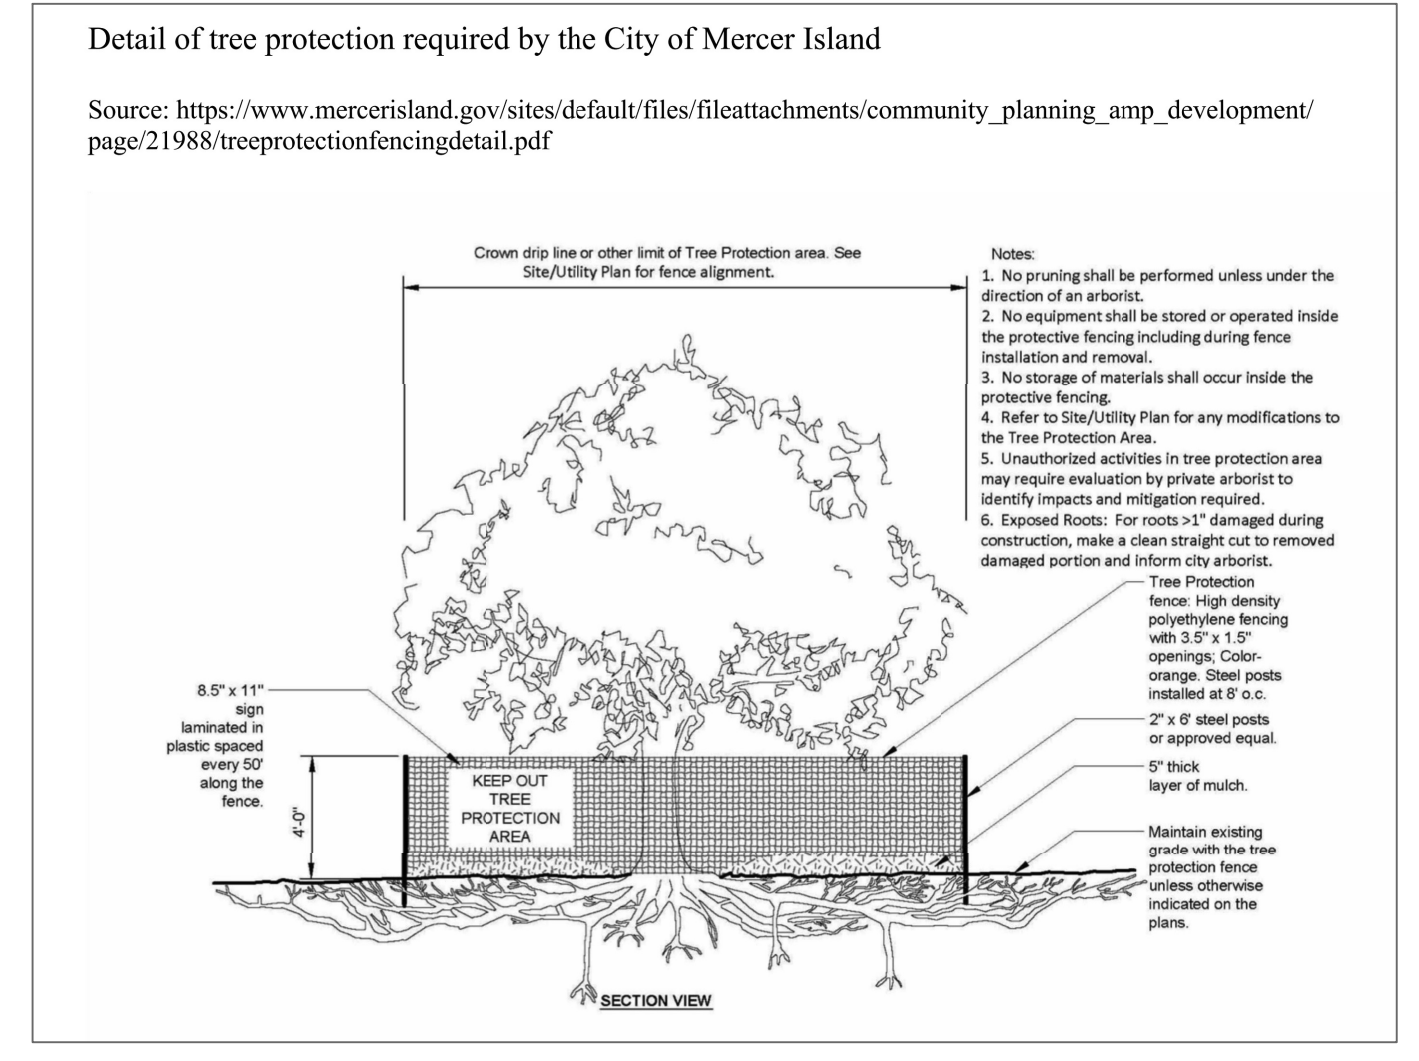 Detail of tree protection required by the City of Mercer Island
Source: https://www.mercerisland.gov/sites/default/files/fileattachments/community_planning_amp_development/
page/21988/treeprotectionfencingdetail.pdf
Crown drip line or other limit of Tree Protection area. See
Site/Utility Plan for fence alignment.
Notes:
1. No pruning shall be performed unless under the
direction of an arborist.
2. No equipment shall be stored or operated inside
the protective fencing including during fence
installation and removal.
3. No storage of materials shall occur inside the
protective fencing.
4. Refer to Site/Utility Plan for any modifications to
the Tree Protection Area.
5. Unauthorized activities in tree protection area
may require evaluation by private arborist to
identify impacts and mitigation required.
6. Exposed Roots: For roots >1" damaged during
construction, make a clean straight cut to removed
damaged portion and inform city arborist.
Tree Protection
fence: High density
polyethylene fencing
with 3.5" x 1.5"
openings; Color-
orange. Steel posts
installed at 8' o.c.
2" x 6' steel posts
or approved equal.
5" thick
layer of mulch.
Maintain existing
grade with the tree
protection fence
unless otherwise
indicated on the
plans.
8.5" x 11"
sign
laminated in
plastic spaced
every 50'
along the
fence.
4'-0"
KEEP OUT
TREE
PROTECTION
AREA
SECTION VIEW